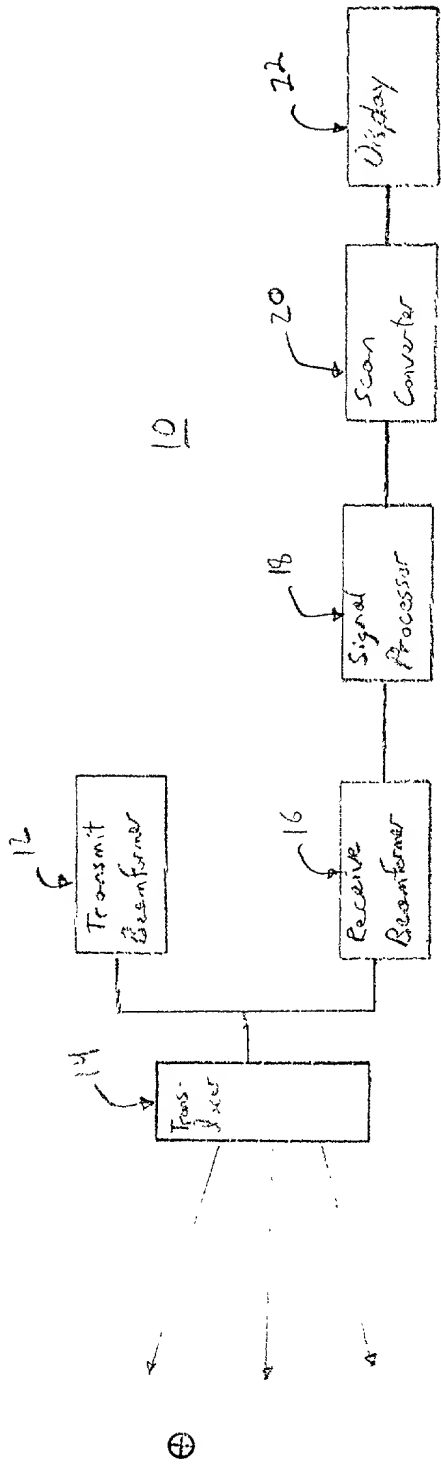 10
12
Transmit
Beamformer
14
Trans-
ducer
16
Receive
Beamformer
18
Signal
Processor
20
Scan
Converter
22
Display